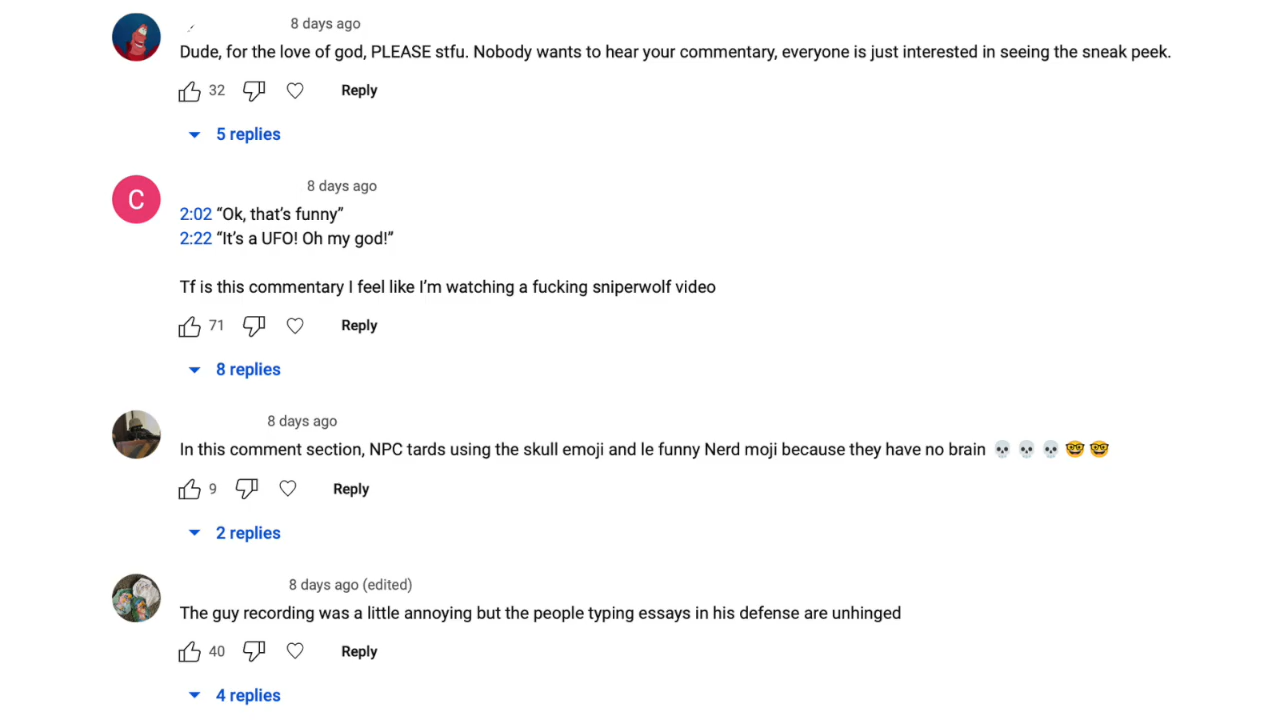 8 days ago
Dude, for the love of god, PLEASE stfu. Nobody wants to hear your commentary, everyone is just interested in seeing the sneak peek.
32 Reply
5 replies
C
8 days ago
2:02 “Ok, that’s funny”
2:22 “It’s a UFO! Oh my god!”
Tf is this commentary I feel like I’m watching a fucking sniperwolf video
71 Reply
8 replies
8 days ago
In this comment section, NPC tards using the skull emoji and le funny Nerd moji because they have no brain 💀 💀 💀 🤓 🤓
9 Reply
2 replies
8 days ago (edited)
The guy recording was a little annoying but the people typing essays in his defense are unhinged
40 Reply
4 replies